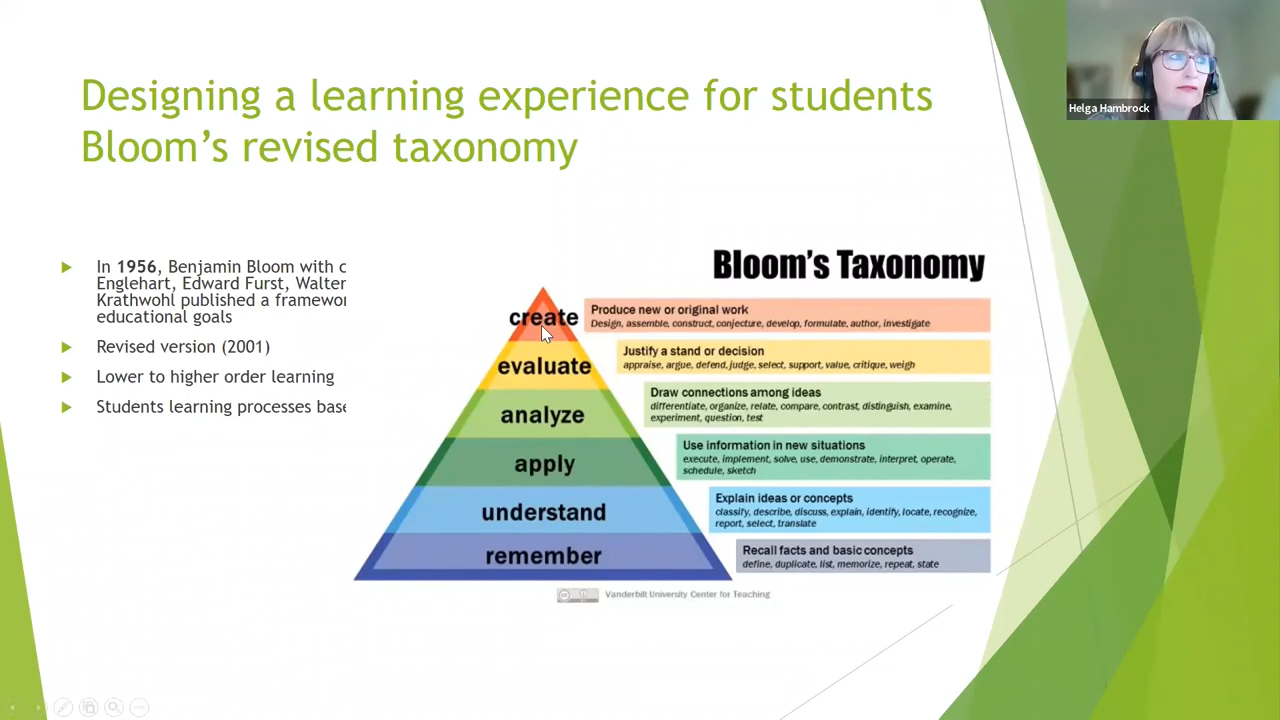 Helga Hambrock
Designing a learning experience for students
Bloom's revised taxonomy
In 1956, Benjamin Bloom with
Englehart, Edward Furst, Walter
Krathwohl published a
educational goals
Revised version (2001)
Lower to higher order learning
Students learning processes
Bloom's Taxonomy
create
Produce new or original work
Design, assemble, construct, conjecture, develop, formulate, author, investigate
evaluate
Justify a stand or decision
appraise, argue, defend, judge, select, support, value, critique, weigh
analyze
Draw connections among ideas
differentiate, organize, relate, compare, contrast, distinguish, examine,
experiment, question, test
apply
Use information in new situations
execute, implement, solve, use, demonstrate, interpret, operate,
schedule, sketch
understand
Explain ideas or concepts
classify, describe, discuss, explain, identify, locate, recognize,
report, select, translate
remember
Recall facts and basic concepts
define, duplicate, list, memorize, repeat, state
Vanderbilt University Center for Teaching